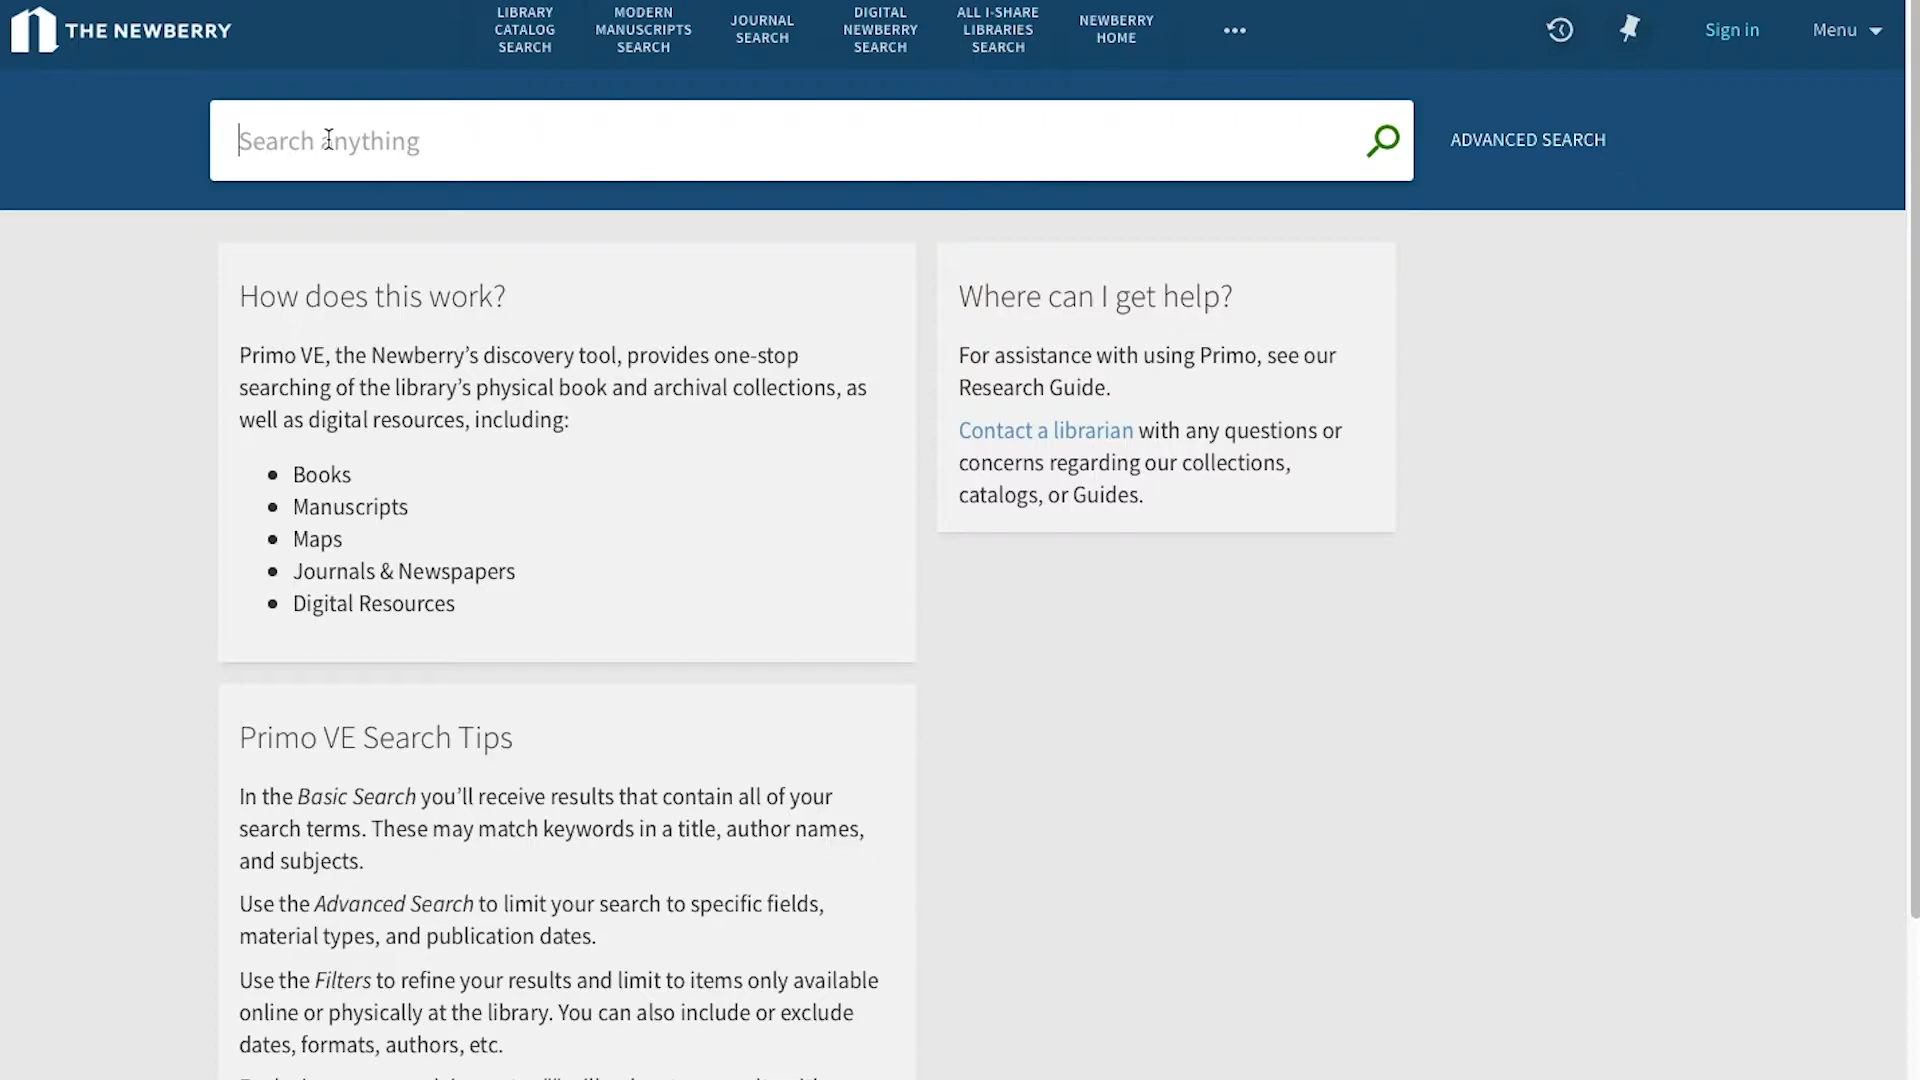 THE NEWBERRY
LIBRARY
CATALOG
SEARCH
MODERN
MANUSCRIPTS
SEARCH
JOURNAL
SEARCH
DIGITAL
NEWBERRY
SEARCH
ALL I-SHARE
LIBRARIES
SEARCH
NEWBERRY
HOME
Sign in
Menu
Search anything
ADVANCED SEARCH
How does this work?
Primo VE, the Newberry’s discovery tool, provides one-stop
searching of the library’s physical book and archival collections, as
well as digital resources, including:
Books
Manuscripts
Maps
Journals & Newspapers
Digital Resources
Where can I get help?
For assistance with using Primo, see our
Research Guide.
Contact a librarian with any questions or
concerns regarding our collections,
catalogs, or Guides.
Primo VE Search Tips
In the Basic Search you’ll receive results that contain all of your
search terms. These may match keywords in a title, author names,
and subjects.
Use the Advanced Search to limit your search to specific fields,
material types, and publication dates.
Use the Filters to refine your results and limit to items only available
online or physically at the library. You can also include or exclude
dates, formats, authors, etc.